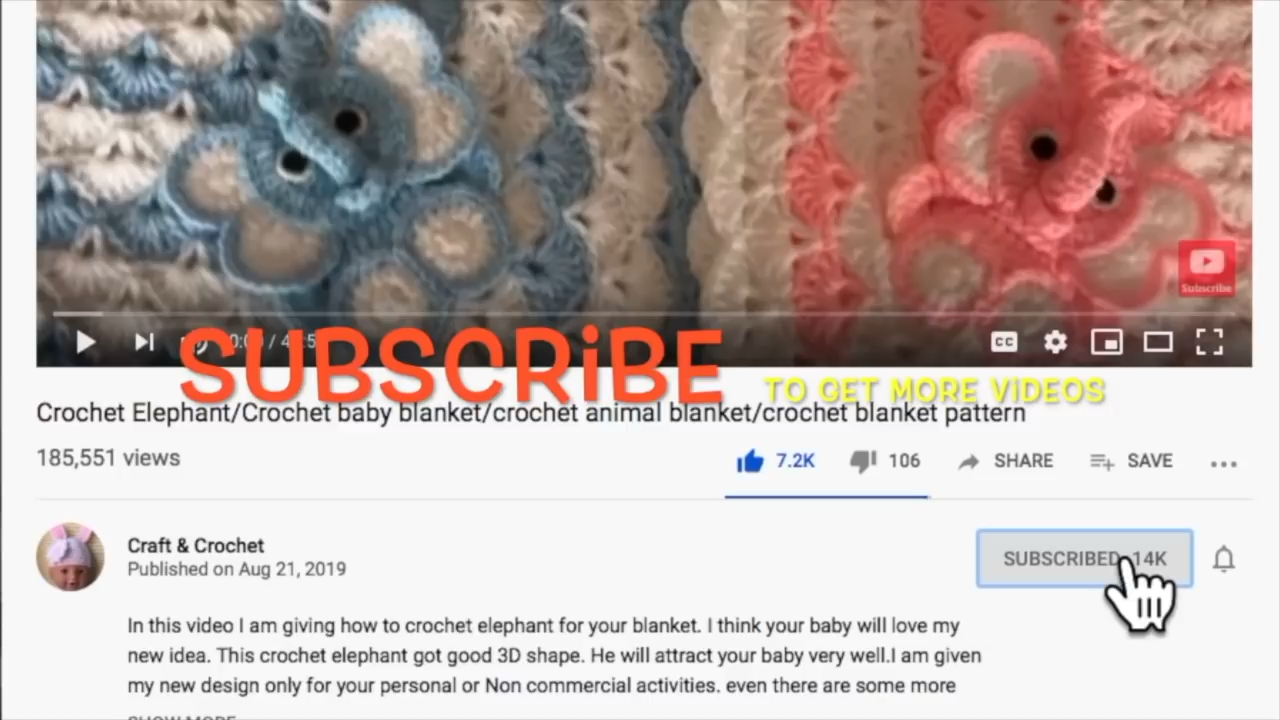 Subscribe
CC
SUBSCRiBE
TO GET MORE ViDEOS
Crochet Elephant/Crochet baby blanket/crochet animal blanket/crochet blanket pattern
185,551 views
7.2K
106
SHARE
SAVE
Craft & Crochet
Published on Aug 21, 2019
SUBSCRIBED 14K
In this video I am giving how to crochet elephant for your blanket. I think your baby will love my
new idea. This crochet elephant got good 3D shape. He will attract your baby very well.I am given
my new design only for your personal or Non commercial activities. even there are some more
SHOW MORE